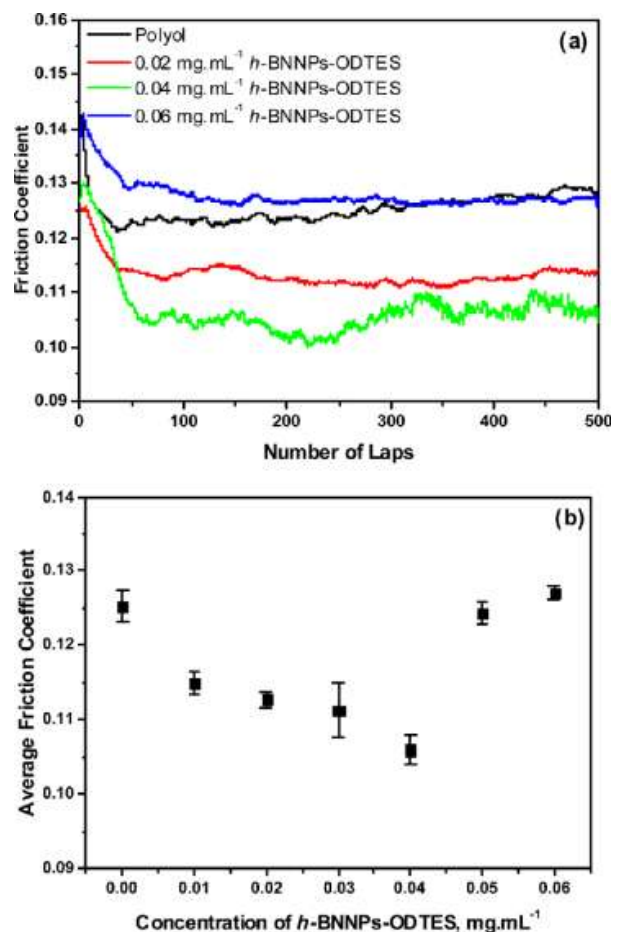 0.16
(a)
Polyol
0.02 mg.mL⁻¹ h-BNNPs-ODTES
0.15
0.04 mg.mL⁻¹ h-BNNPs-ODTES
0.06 mg.mL⁻¹ h-BNNPs-ODTES
0.14
0.13
0.12
0.11
0.10
0.09
Friction Coefficient
0 100 200 300 400 500
Number of Laps
0.14
(b)
0.13
0.12
0.11
0.10
0.09
Average Friction Coefficient
0.00 0.01 0.02 0.03 0.04 0.05 0.06
Concentration of h-BNNPs-ODTES, mg.mL⁻¹